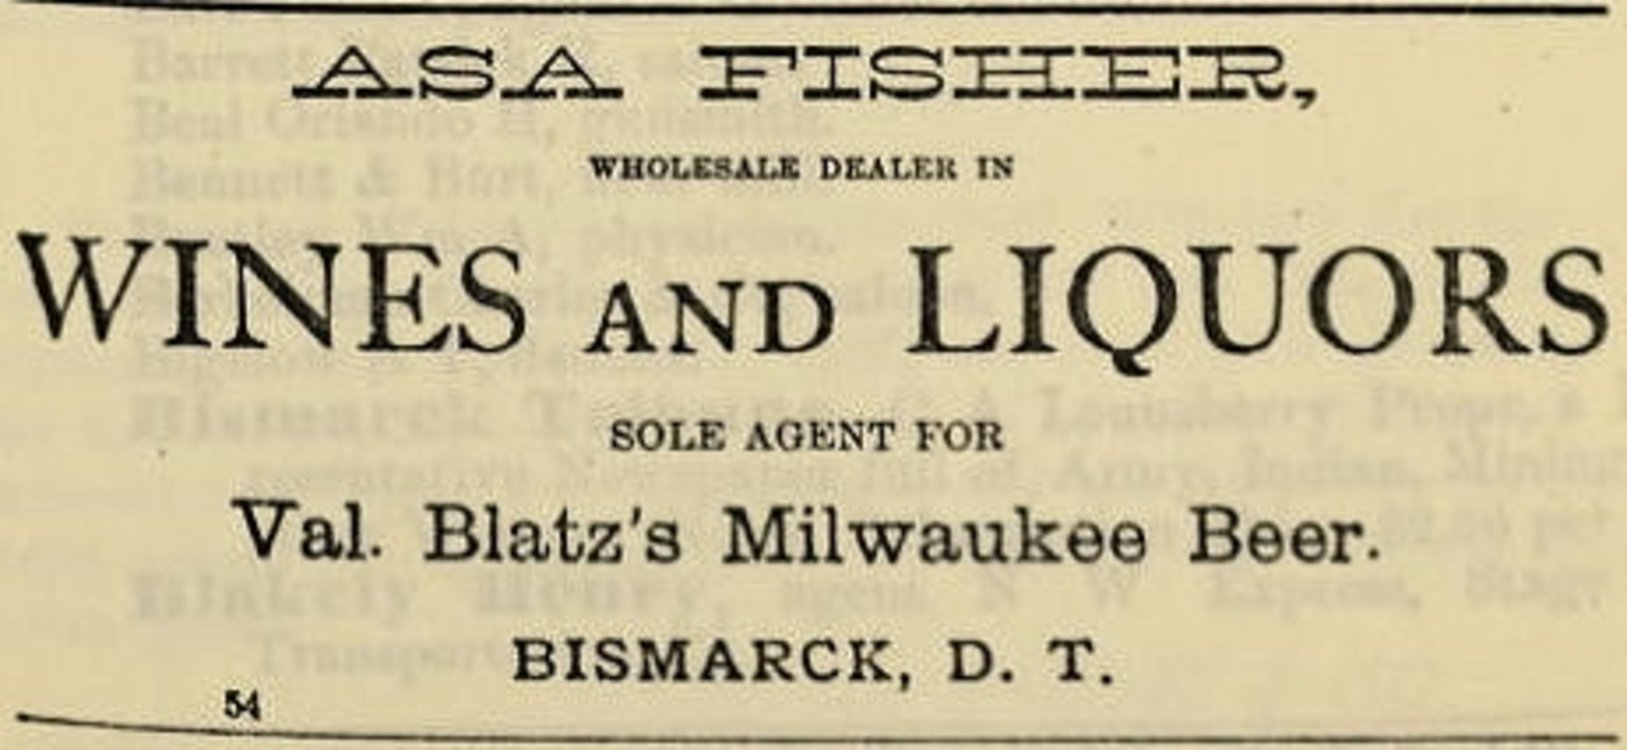 ASA FISHER,
WHOLESALE DEALER IN
WINES AND LIQUORS
SOLE AGENT FOR
Val. Blatz's Milwaukee Beer.
BISMARCK, D. T.
54